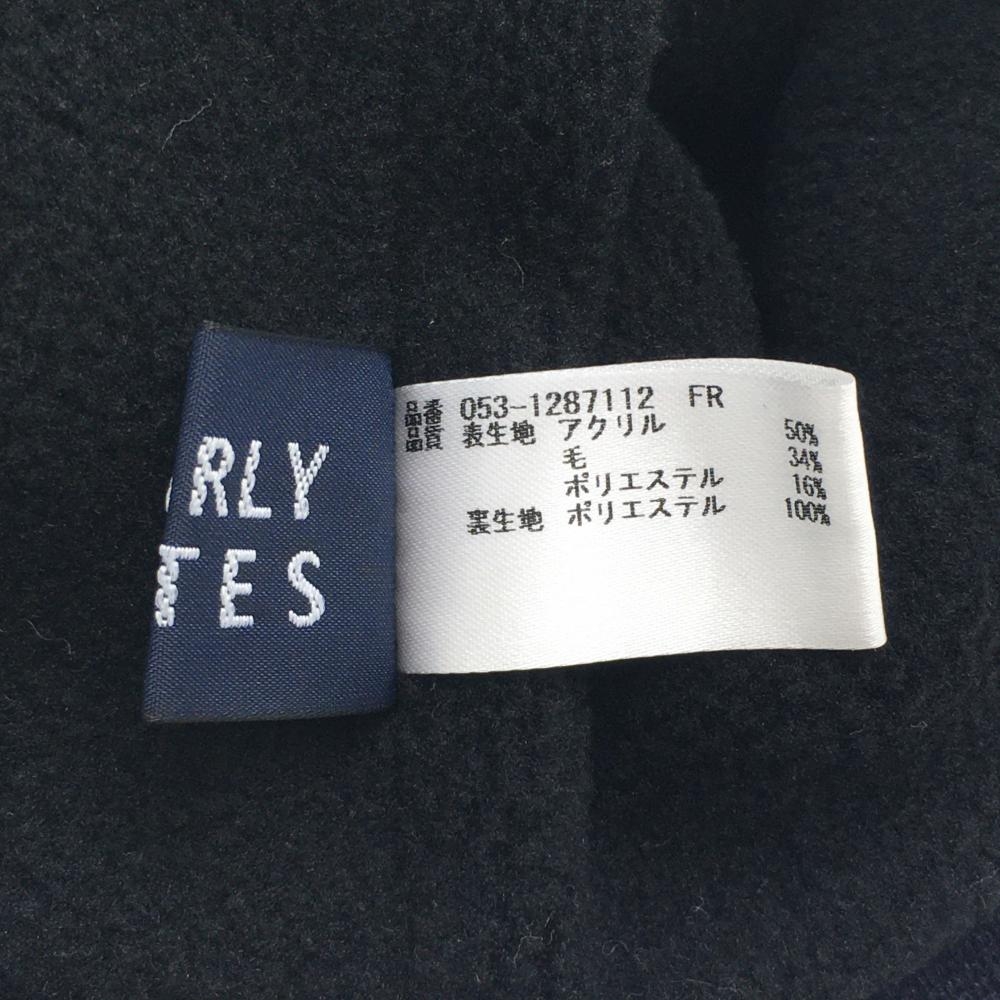 RLY
TES
品番 053-1287112 FR
品質 表生地 アクリル 50%
毛 34%
ポリエステル 16%
裏生地 ポリエステル 100%